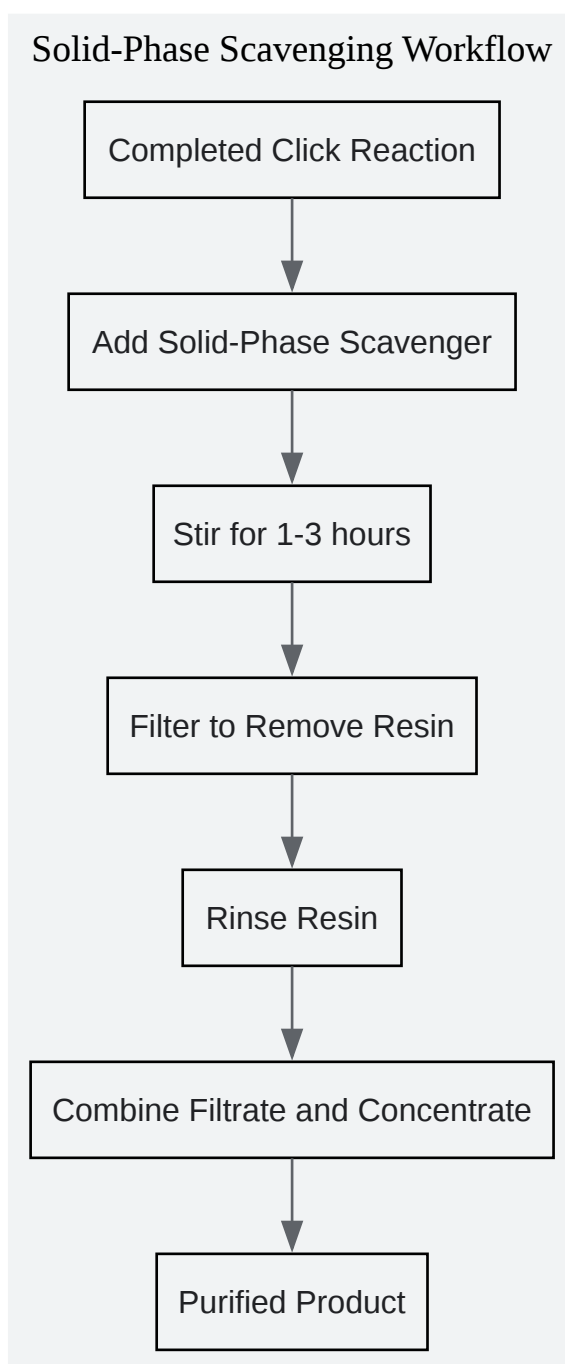 Solid-Phase Scavenging Workflow
Completed Click Reaction
Add Solid-Phase Scavenger
Stir for 1-3 hours
Filter to Remove Resin
Rinse Resin
Combine Filtrate and Concentrate
Purified Product